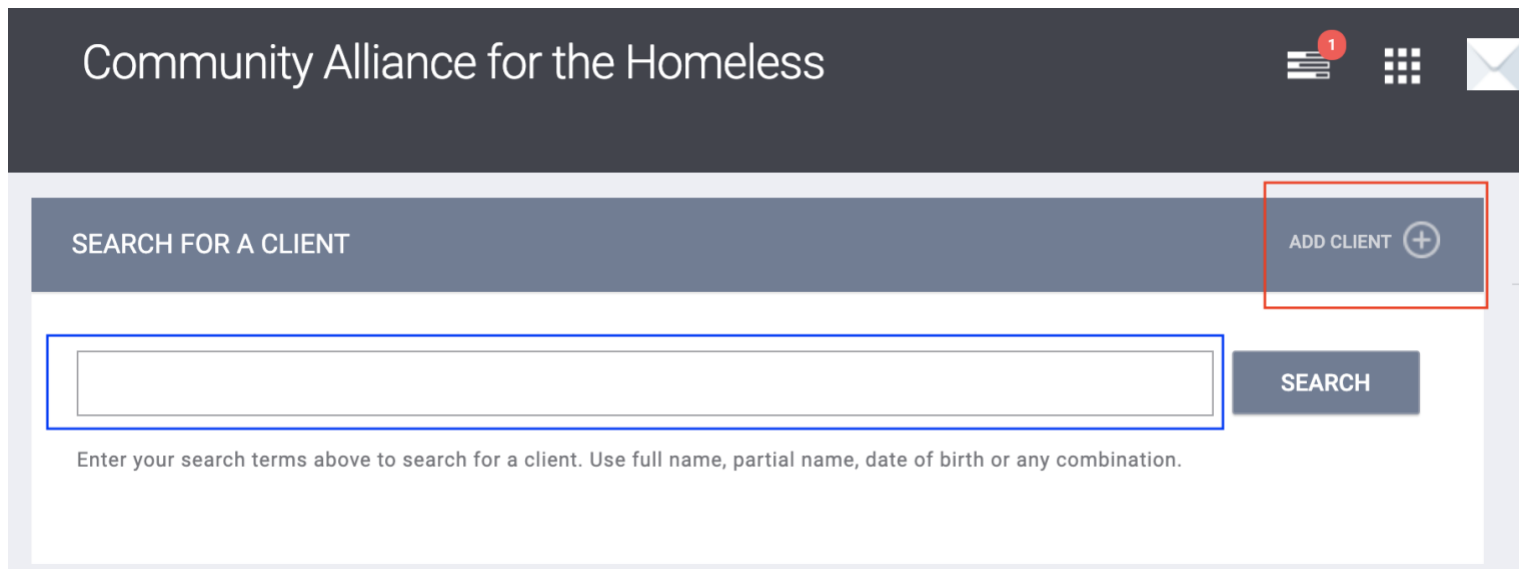 Community Alliance for the Homeless
1
SEARCH FOR A CLIENT
ADD CLIENT
SEARCH
Enter your search terms above to search for a client. Use full name, partial name, date of birth or any combination.